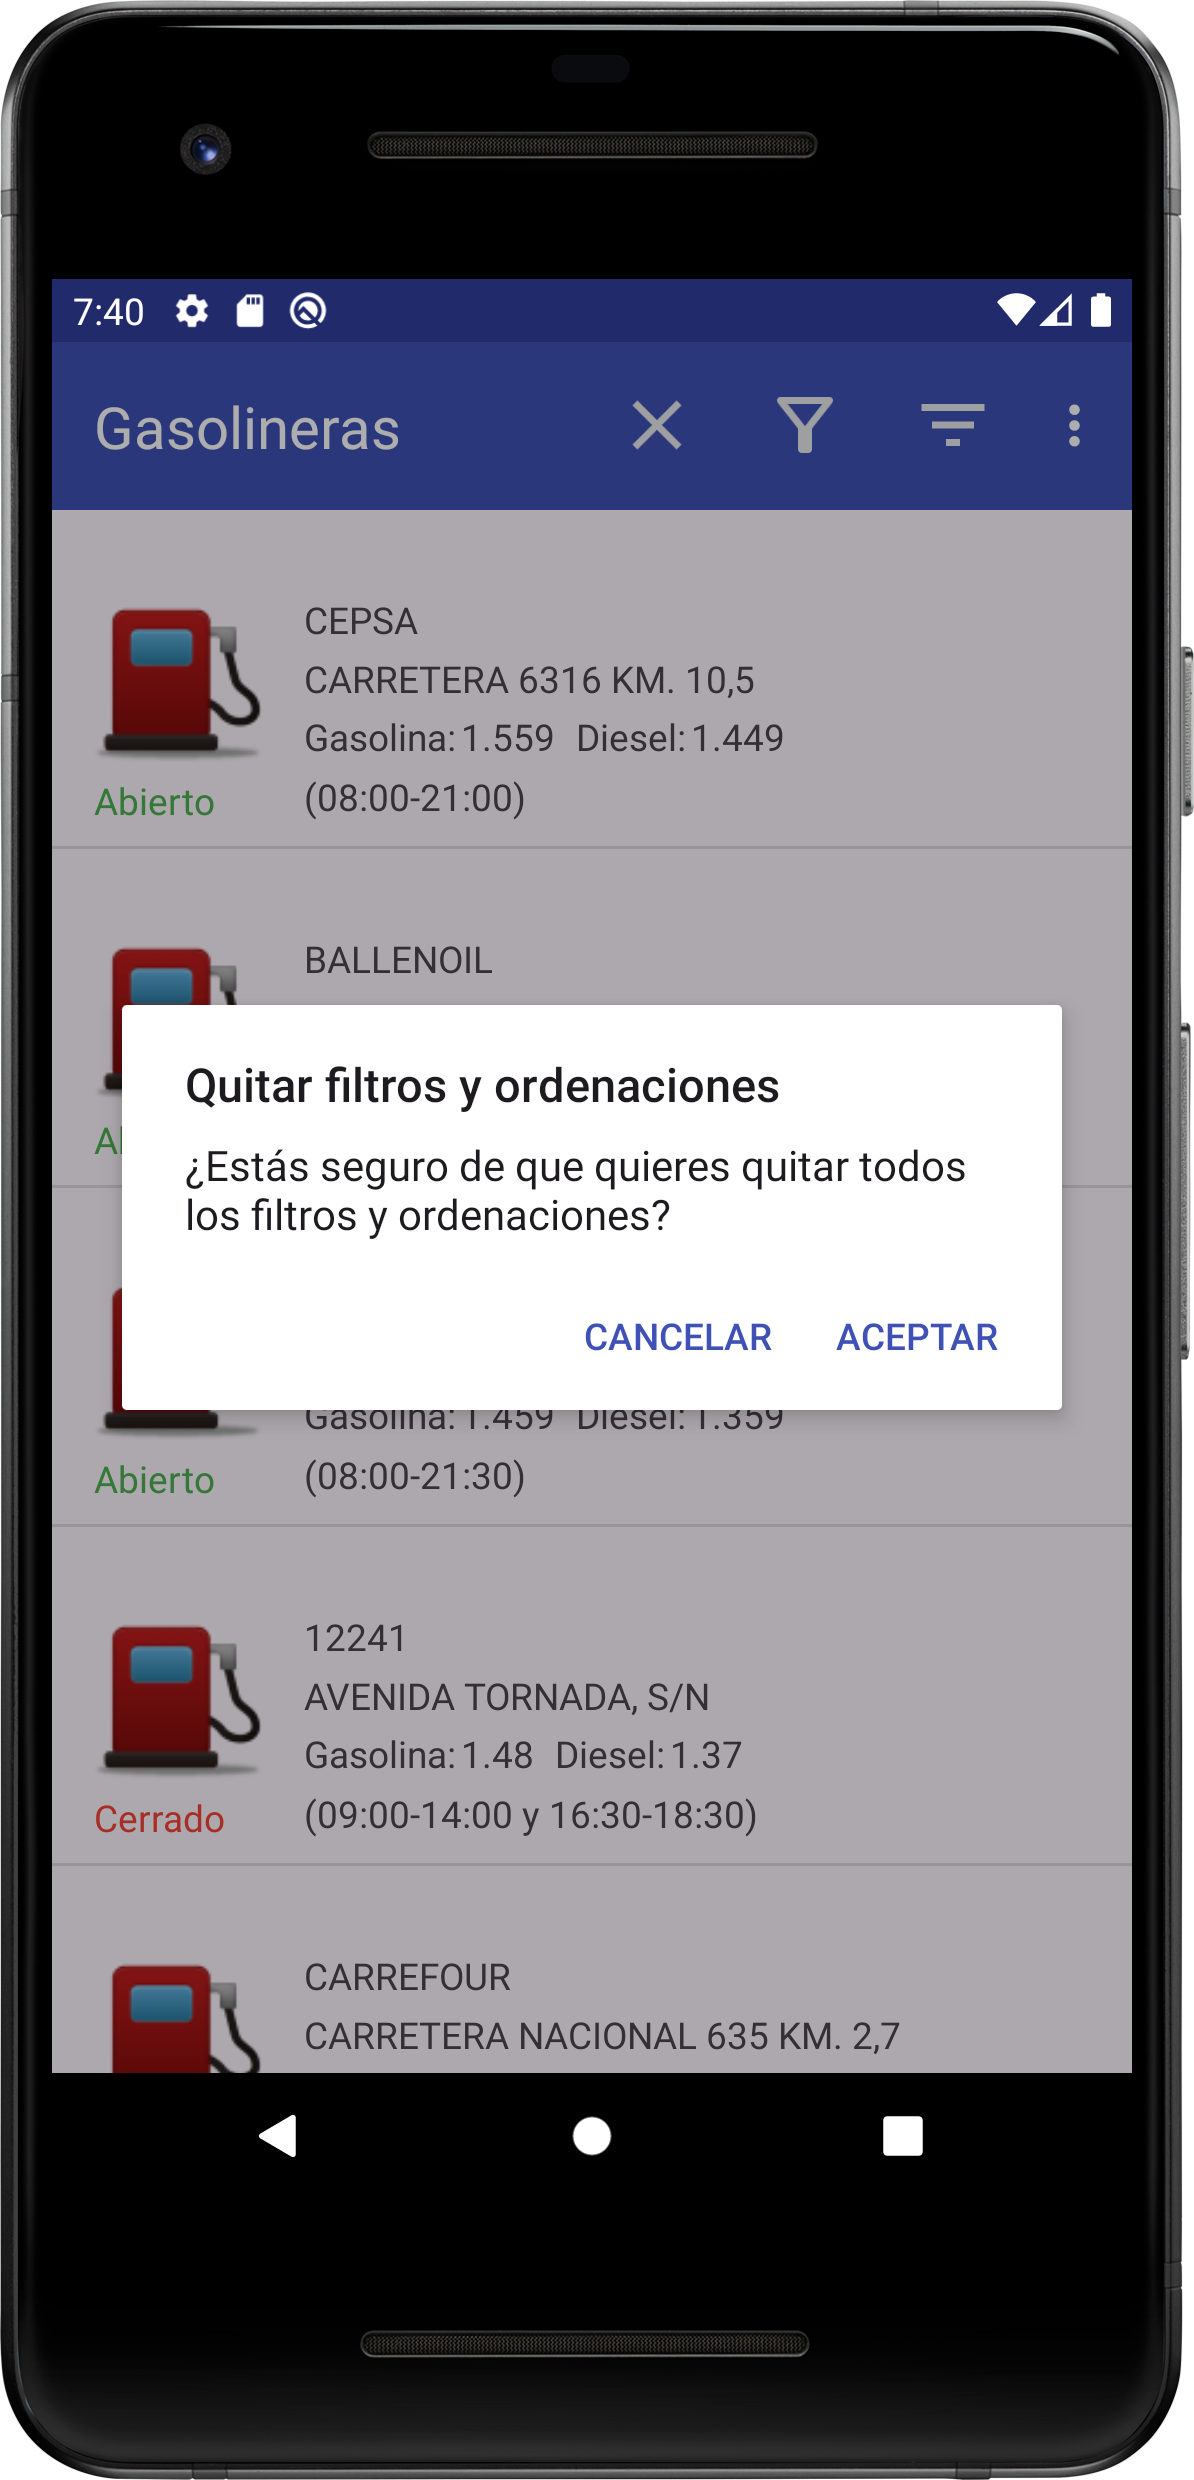 7:40
Gasolineras
CEPSA
CARRETERA 6316 KM. 10,5
Gasolina: 1.559 Diesel: 1.449
Abierto
(08:00-21:00)
BALLENOIL
Quitar filtros y ordenaciones
¿Estás seguro de que quieres quitar todos
los filtros y ordenaciones?
CANCELAR ACEPTAR
Gasolina: 1.459 Diesel: 1.359
Abierto
(08:00-21:30)
12241
AVENIDA TORNADA, S/N
Gasolina: 1.48 Diesel: 1.37
Cerrado
(09:00-14:00 y 16:30-18:30)
CARREFOUR
CARRETERA NACIONAL 635 KM. 2,7